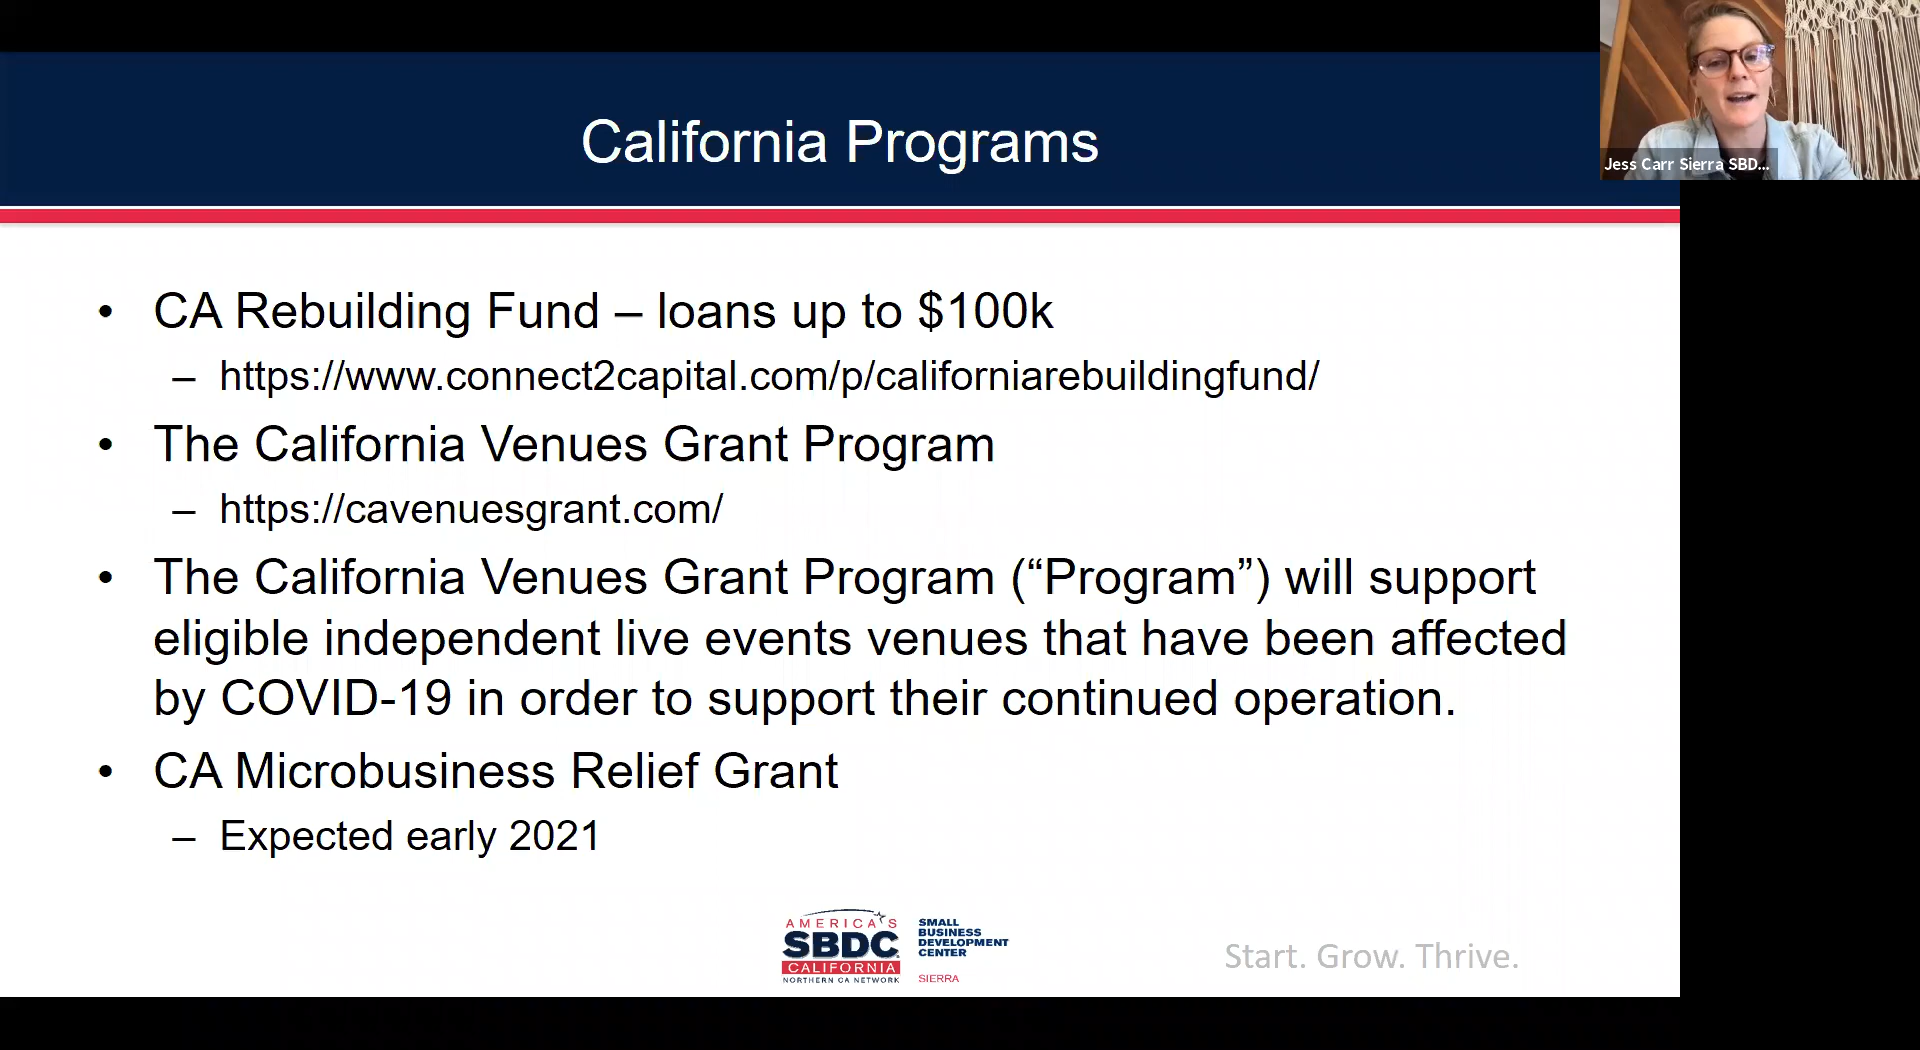 California Programs
Jess Carr Sierra SBD...
• CA Rebuilding Fund – loans up to $100k
– https://www.connect2capital.com/p/californiarebuildingfund/
• The California Venues Grant Program
– https://cavenuesgrant.com/
• The California Venues Grant Program (“Program”) will support
eligible independent live events venues that have been affected
by COVID-19 in order to support their continued operation.
• CA Microbusiness Relief Grant
– Expected early 2021
AMERICA'S
SBDC
CALIFORNIA
NORTHERN CA NETWORK
SMALL
BUSINESS
DEVELOPMENT
CENTER
SIERRA
Start. Grow. Thrive.